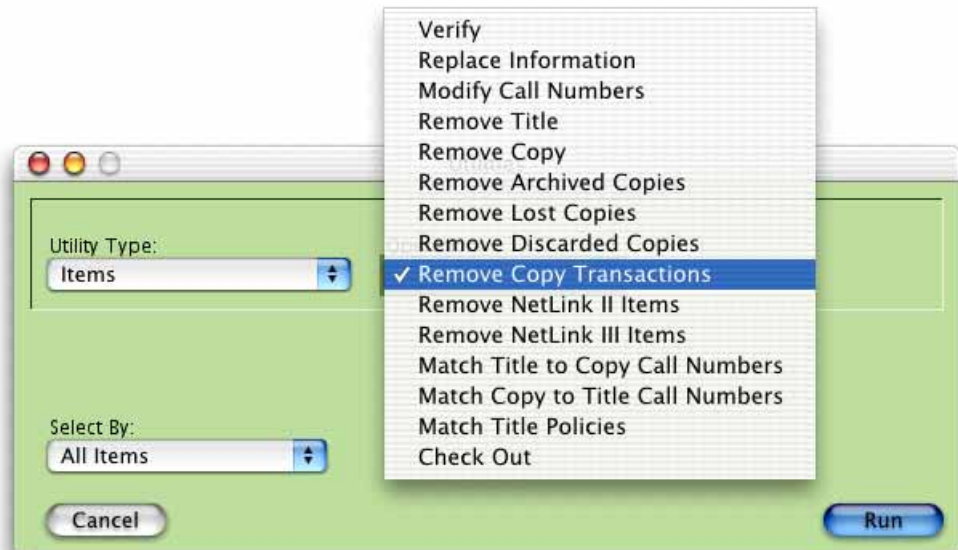 Verify
Replace Information
Modify Call Numbers
Remove Title
Remove Copy
Remove Archived Copies
Remove Lost Copies
Remove Discarded Copies
✓ Remove Copy Transactions
Remove NetLink II Items
Remove NetLink III Items
Match Title to Copy Call Numbers
Match Copy to Title Call Numbers
Match Title Policies
Check Out
Utility Type:
Items
Select By:
All Items
Cancel
Run